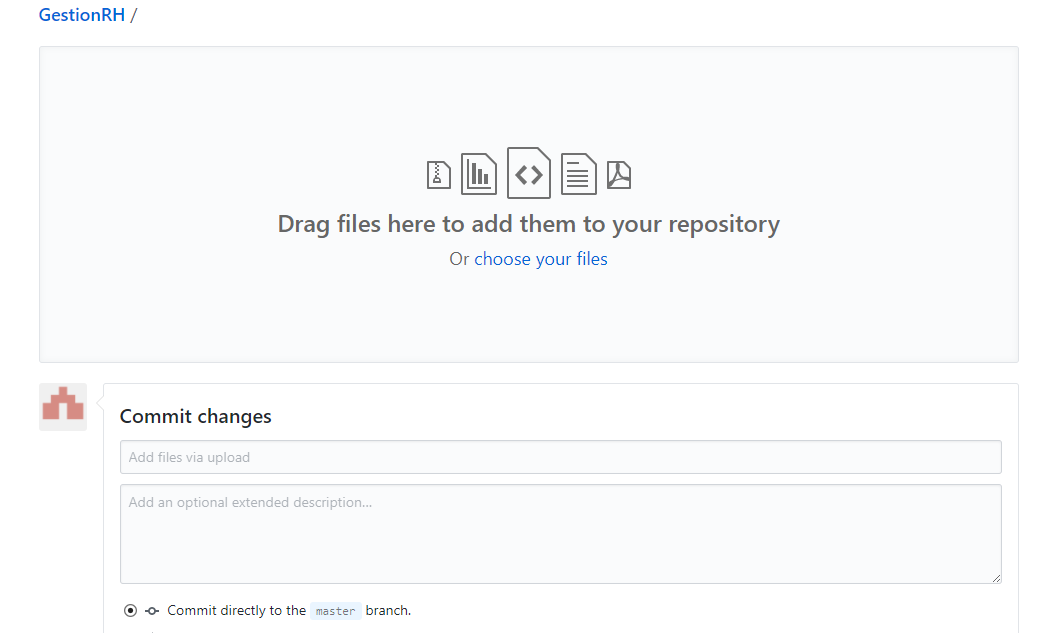 GestionRH /
Drag files here to add them to your repository
Or choose your files
Commit changes
Add files via upload
Add an optional extended description...
Commit directly to the master branch.